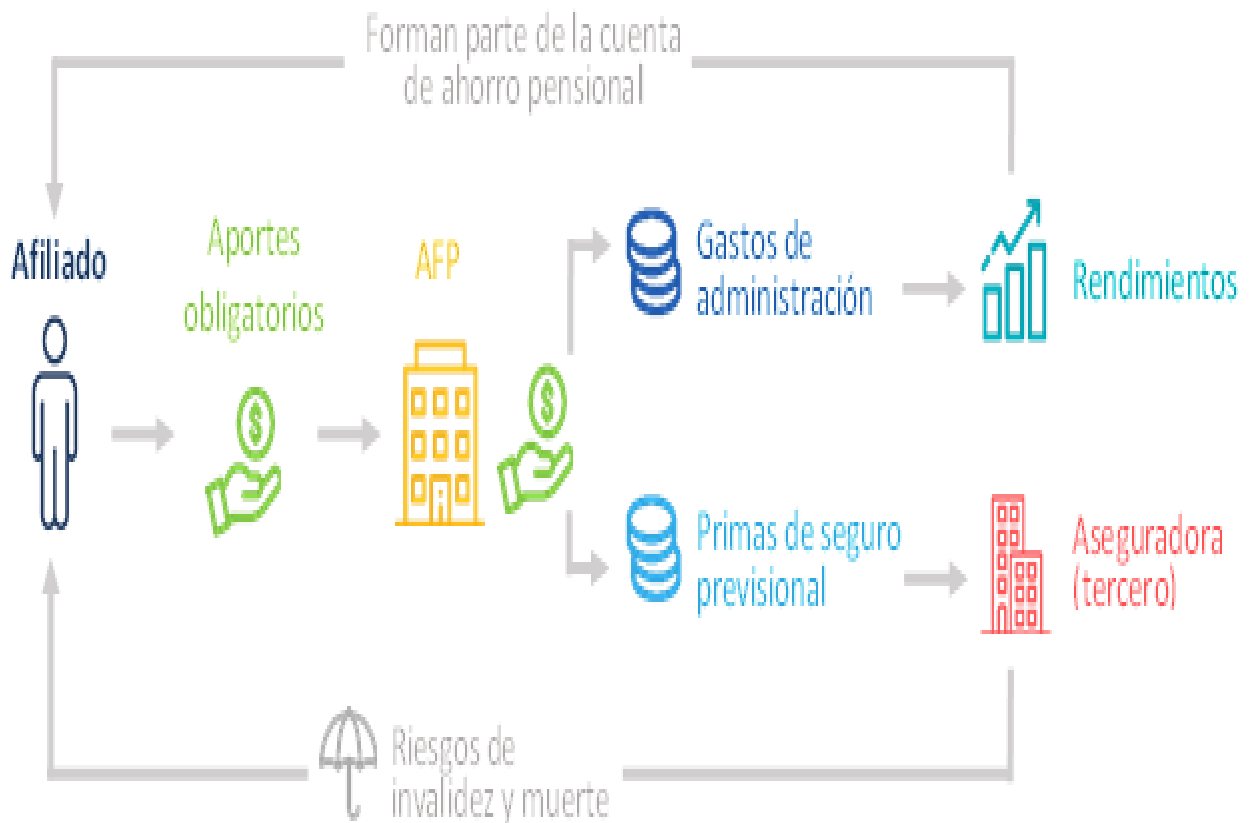 Forman parte de la cuenta
de ahorro pensional
Afiliado
Aportes
obligatorios
AFP
Gastos de
administración
Rendimientos
Primas de seguro
previsional
Aseguradora
(tercero)
Riesgos de
invalidez y muerte